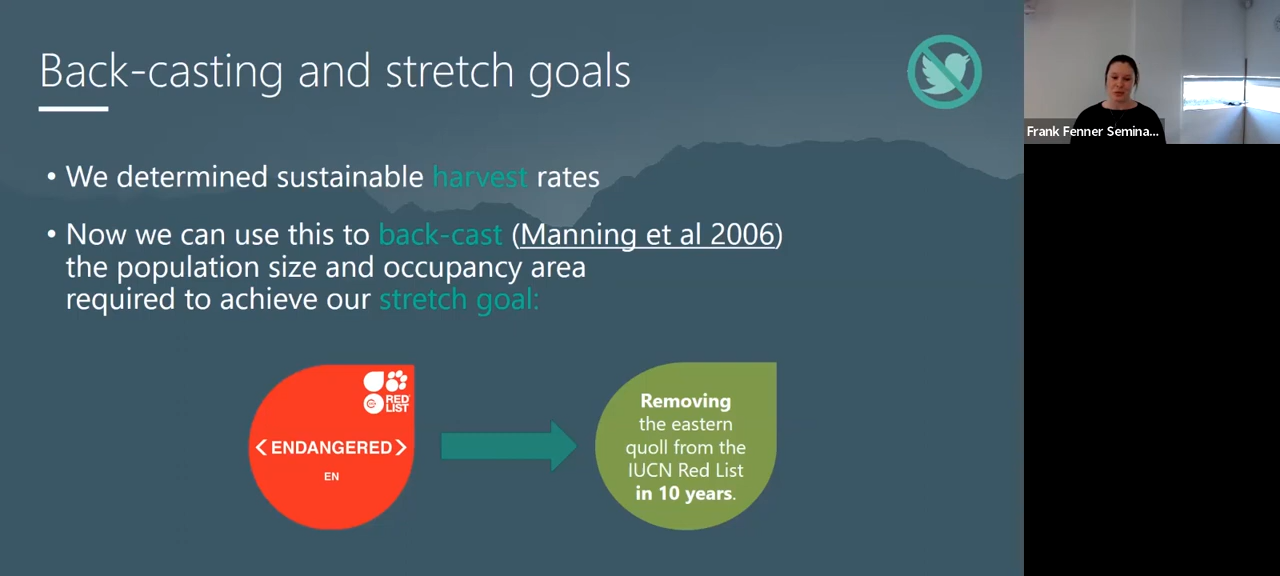 Back-casting and stretch goals
• We determined sustainable harvest rates
• Now we can use this to back-cast (Manning et al 2006)
the population size and occupancy area
required to achieve our stretch goal:
RED
LIST
<ENDANGERED>
EN
Removing
the eastern
quoll from the
IUCN Red List
in 10 years.
Frank Fenner Semina...